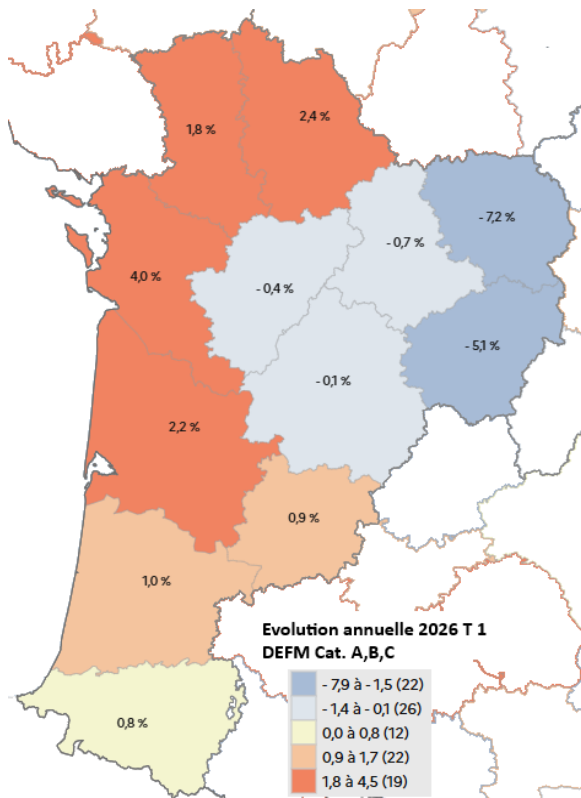 2,4 %
1,8 %
- 7,2 %
- 0,7 %
4,0 %
- 0,4 %
- 5,1 %
- 0,1 %
2,2 %
0,9 %
1,0 %
0,8 %
Evolution annuelle 2026 T 1
DEFM Cat. A,B,C
- 7,9 à - 1,5 (22)
- 1,4 à - 0,1 (26)
0,0 à 0,8 (12)
0,9 à 1,7 (22)
1,8 à 4,5 (19)